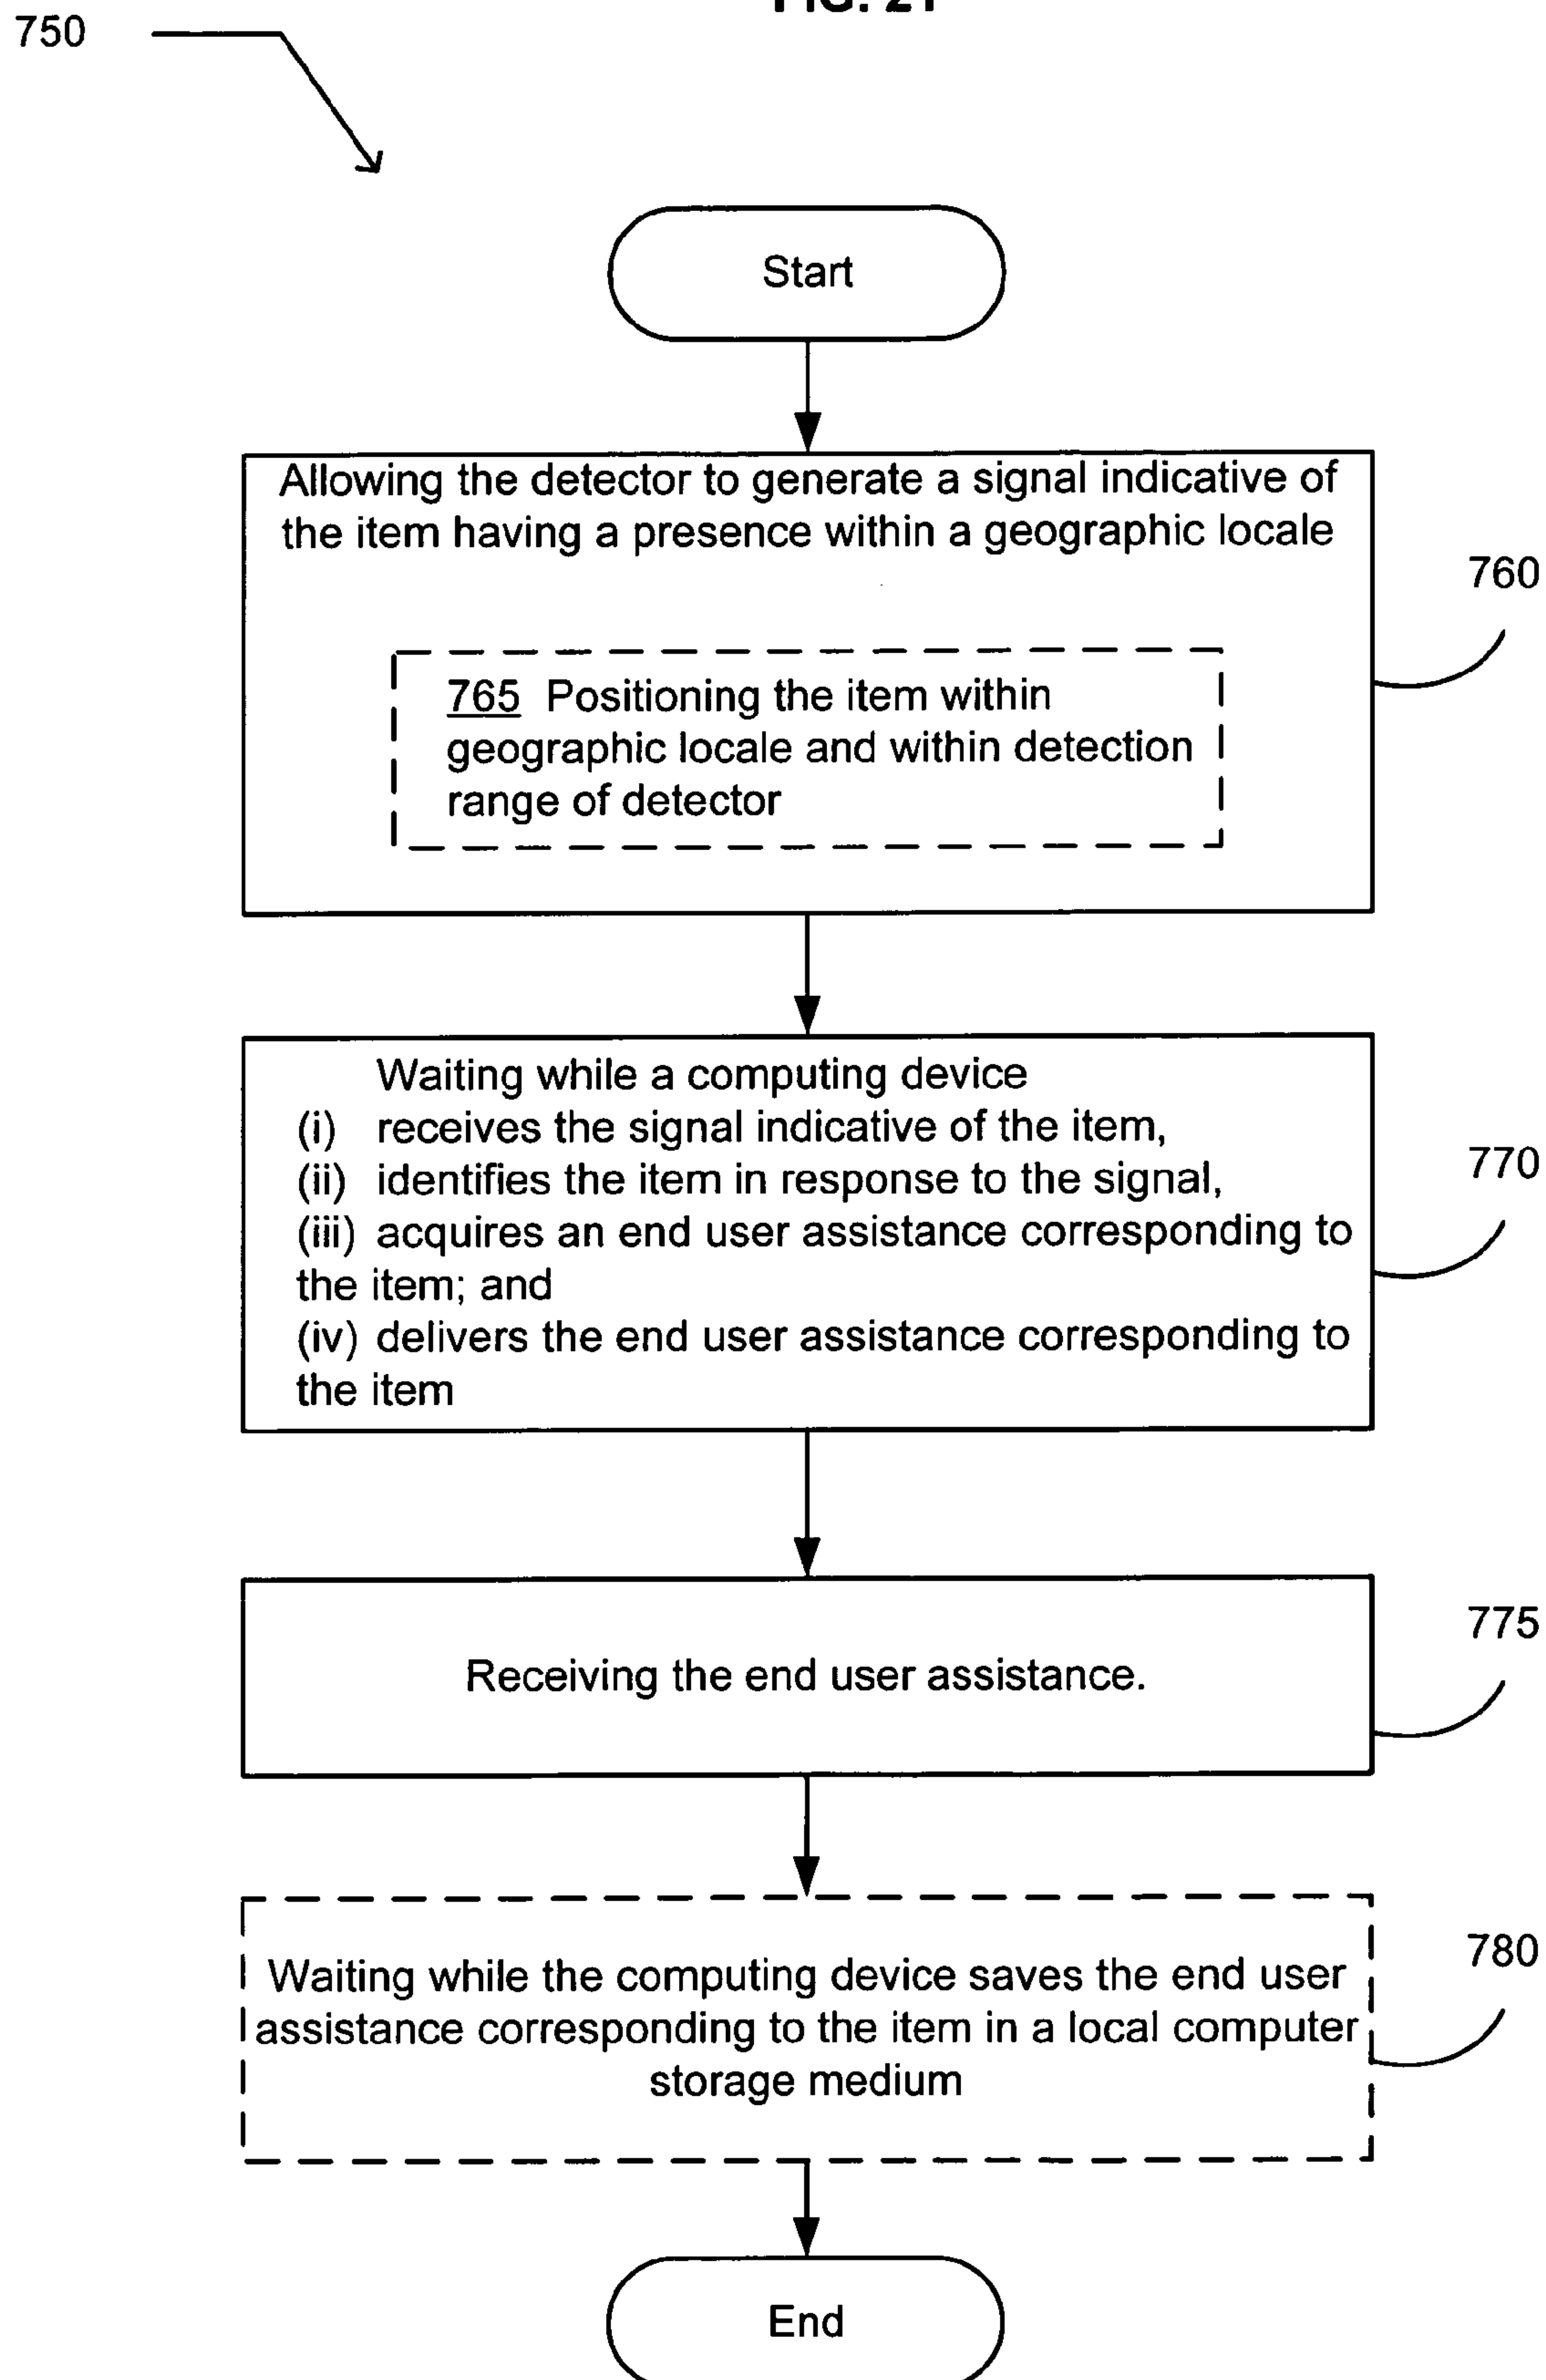 FIG. 21
750
Start
Allowing the detector to generate a signal indicative of
the item having a presence within a geographic locale
760
765 Positioning the item within
geographic locale and within detection
range of detector
Waiting while a computing device
(i) receives the signal indicative of the item,
(ii) identifies the item in response to the signal,
(iii) acquires an end user assistance corresponding to
the item; and
(iv) delivers the end user assistance corresponding to
the item
770
Receiving the end user assistance.
775
Waiting while the computing device saves the end user
assistance corresponding to the item in a local computer
storage medium
780
End